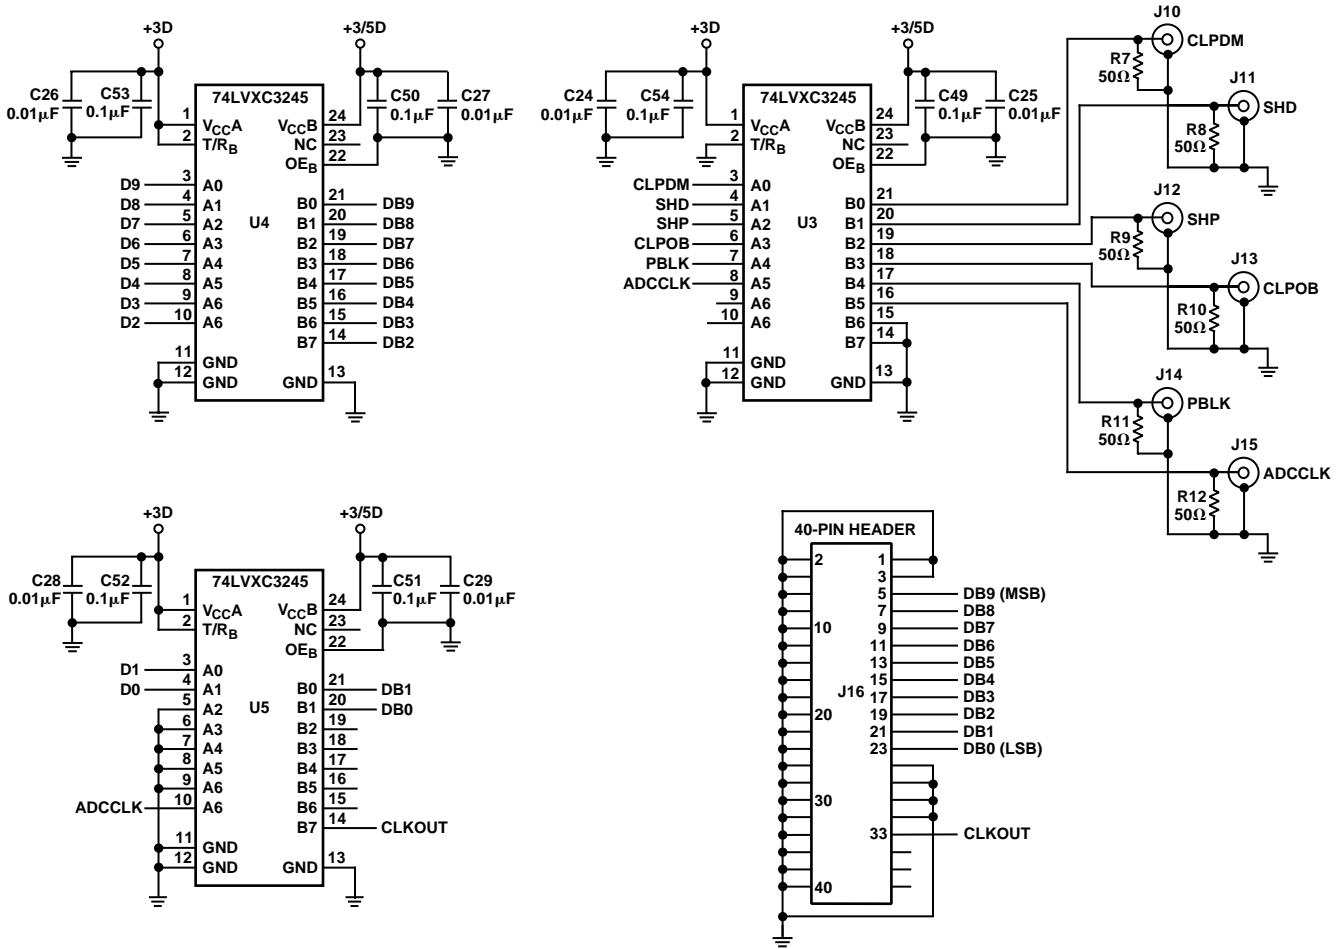 +3D
+3/5D
C26
0.01μF
C53
0.1μF
74LVXC3245
C50
0.1μF
C27
0.01μF
1 VCCA
2 T/RB
VCCB 24
NC 23
OEB 22
D9 3 A0
D8 4 A1
D7 5 A2
D6 6 A3
D5 7 A4
D4 8 A5
D3 9 A6
D2 10 A6
U4
B0 21 DB9
B1 20 DB8
B2 19 DB7
B3 18 DB6
B4 17 DB5
B5 16 DB4
B6 15 DB3
B7 14 DB2
11 GND
12 GND
GND 13
+3D
+3/5D
C24
0.01μF
C54
0.1μF
74LVXC3245
C49
0.1μF
C25
0.01μF
1 VCCA
2 T/RB
VCCB 24
NC 23
OEB 22
CLPDM 3 A0
SHD 4 A1
SHP 5 A2
CLPOB 6 A3
PBLK 7 A4
ADCCLK 8 A5
9 A6
10 A6
U3
B0 21
B1 20
B2 19
B3 18
B4 17
B5 16
B6 15
B7 14
11 GND
12 GND
GND 13
J10
CLPDM
R7
50Ω
J11
SHD
R8
50Ω
J12
SHP
R9
50Ω
J13
CLPOB
R10
50Ω
J14
PBLK
R11
50Ω
J15
ADCCLK
R12
50Ω
+3D
+3/5D
C28
0.01μF
C52
0.1μF
74LVXC3245
C51
0.1μF
C29
0.01μF
1 VCCA
2 T/RB
VCCB 24
NC 23
OEB 22
D1 3 A0
D0 4 A1
5 A2
6 A3
7 A4
8 A5
9 A6
ADCCLK 10 A6
U5
B0 21 DB1
B1 20 DB0
B2 19
B3 18
B4 17
B5 16
B6 15
B7 14 CLKOUT
11 GND
12 GND
GND 13
40-PIN HEADER
2 1
3
5 DB9 (MSB)
7 DB8
10 9 DB7
11 DB6
13 DB5
15 DB4
J16
17 DB3
20 19 DB2
21 DB1
23 DB0 (LSB)
30
33 CLKOUT
40